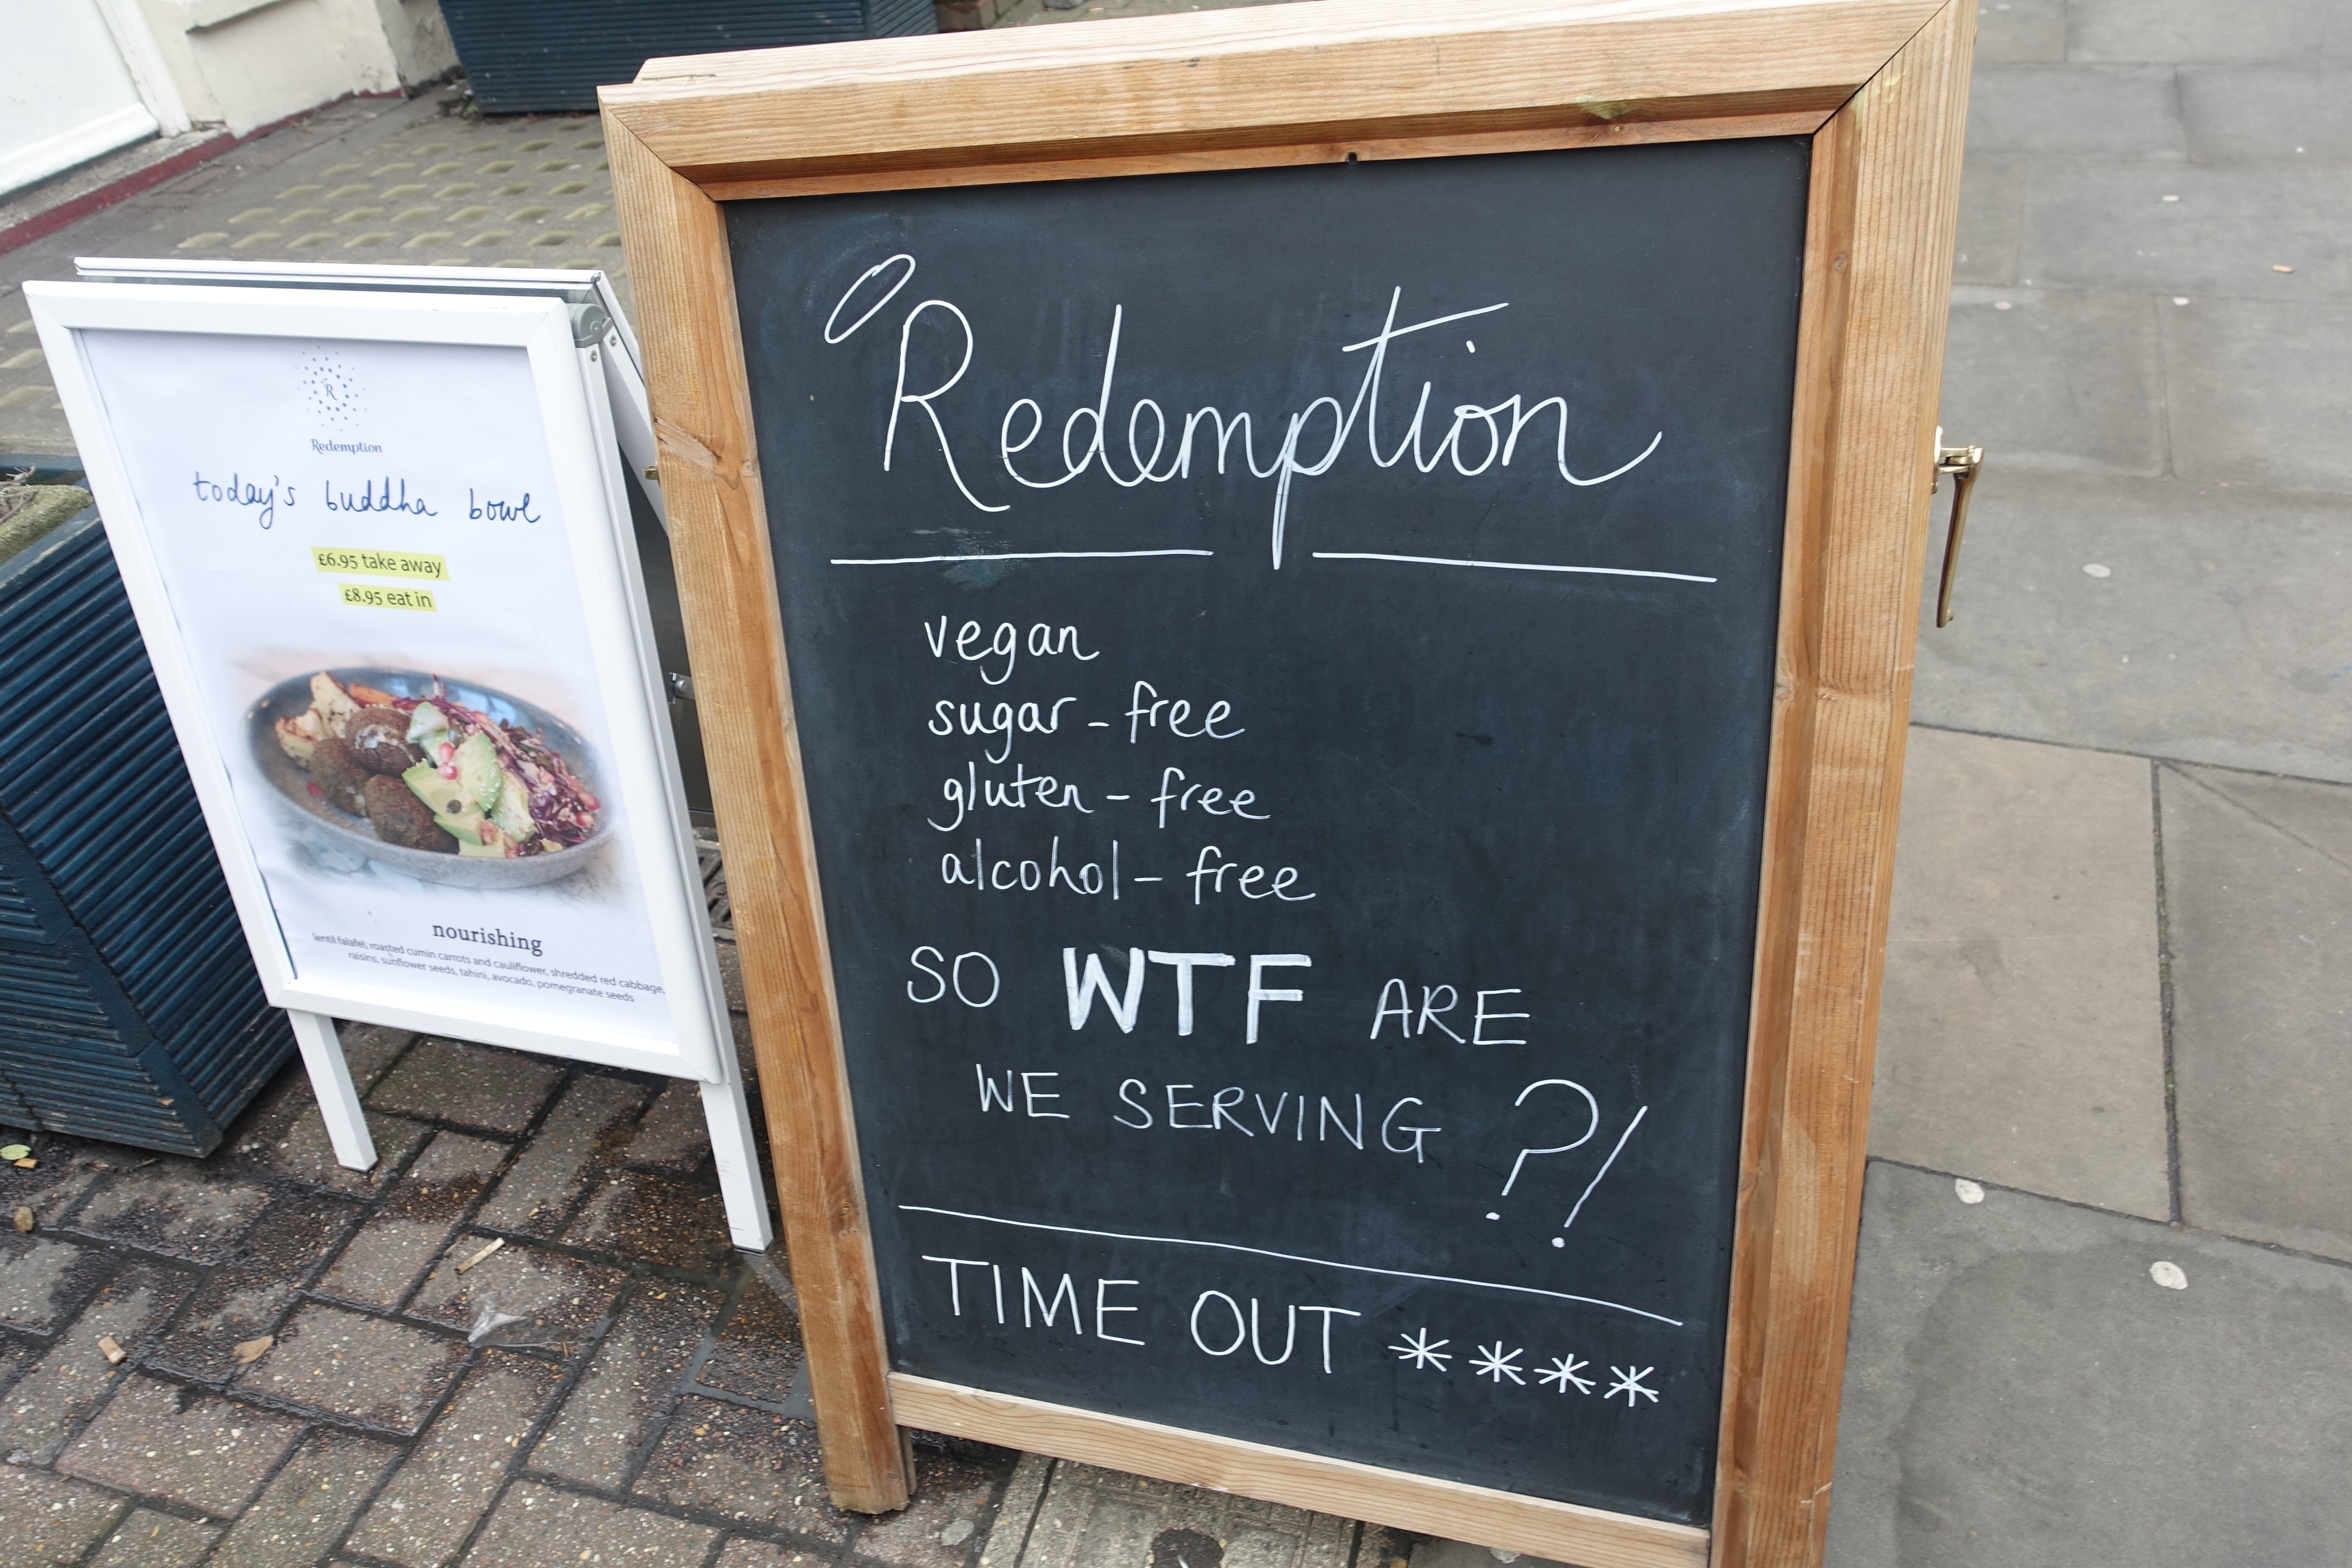 R
Redemption
today's buddha bowl
£6.95 take away
£8.95 eat in
nourishing
lentil falafel, roasted cumin carrots and cauliflower, shredded red cabbage,
raisins, sunflower seeds, tahini, avocado, pomegranate seeds
Redemption
vegan
sugar-free
gluten-free
alcohol-free
SO WTF ARE
WE SERVING ?!
TIME OUT ****